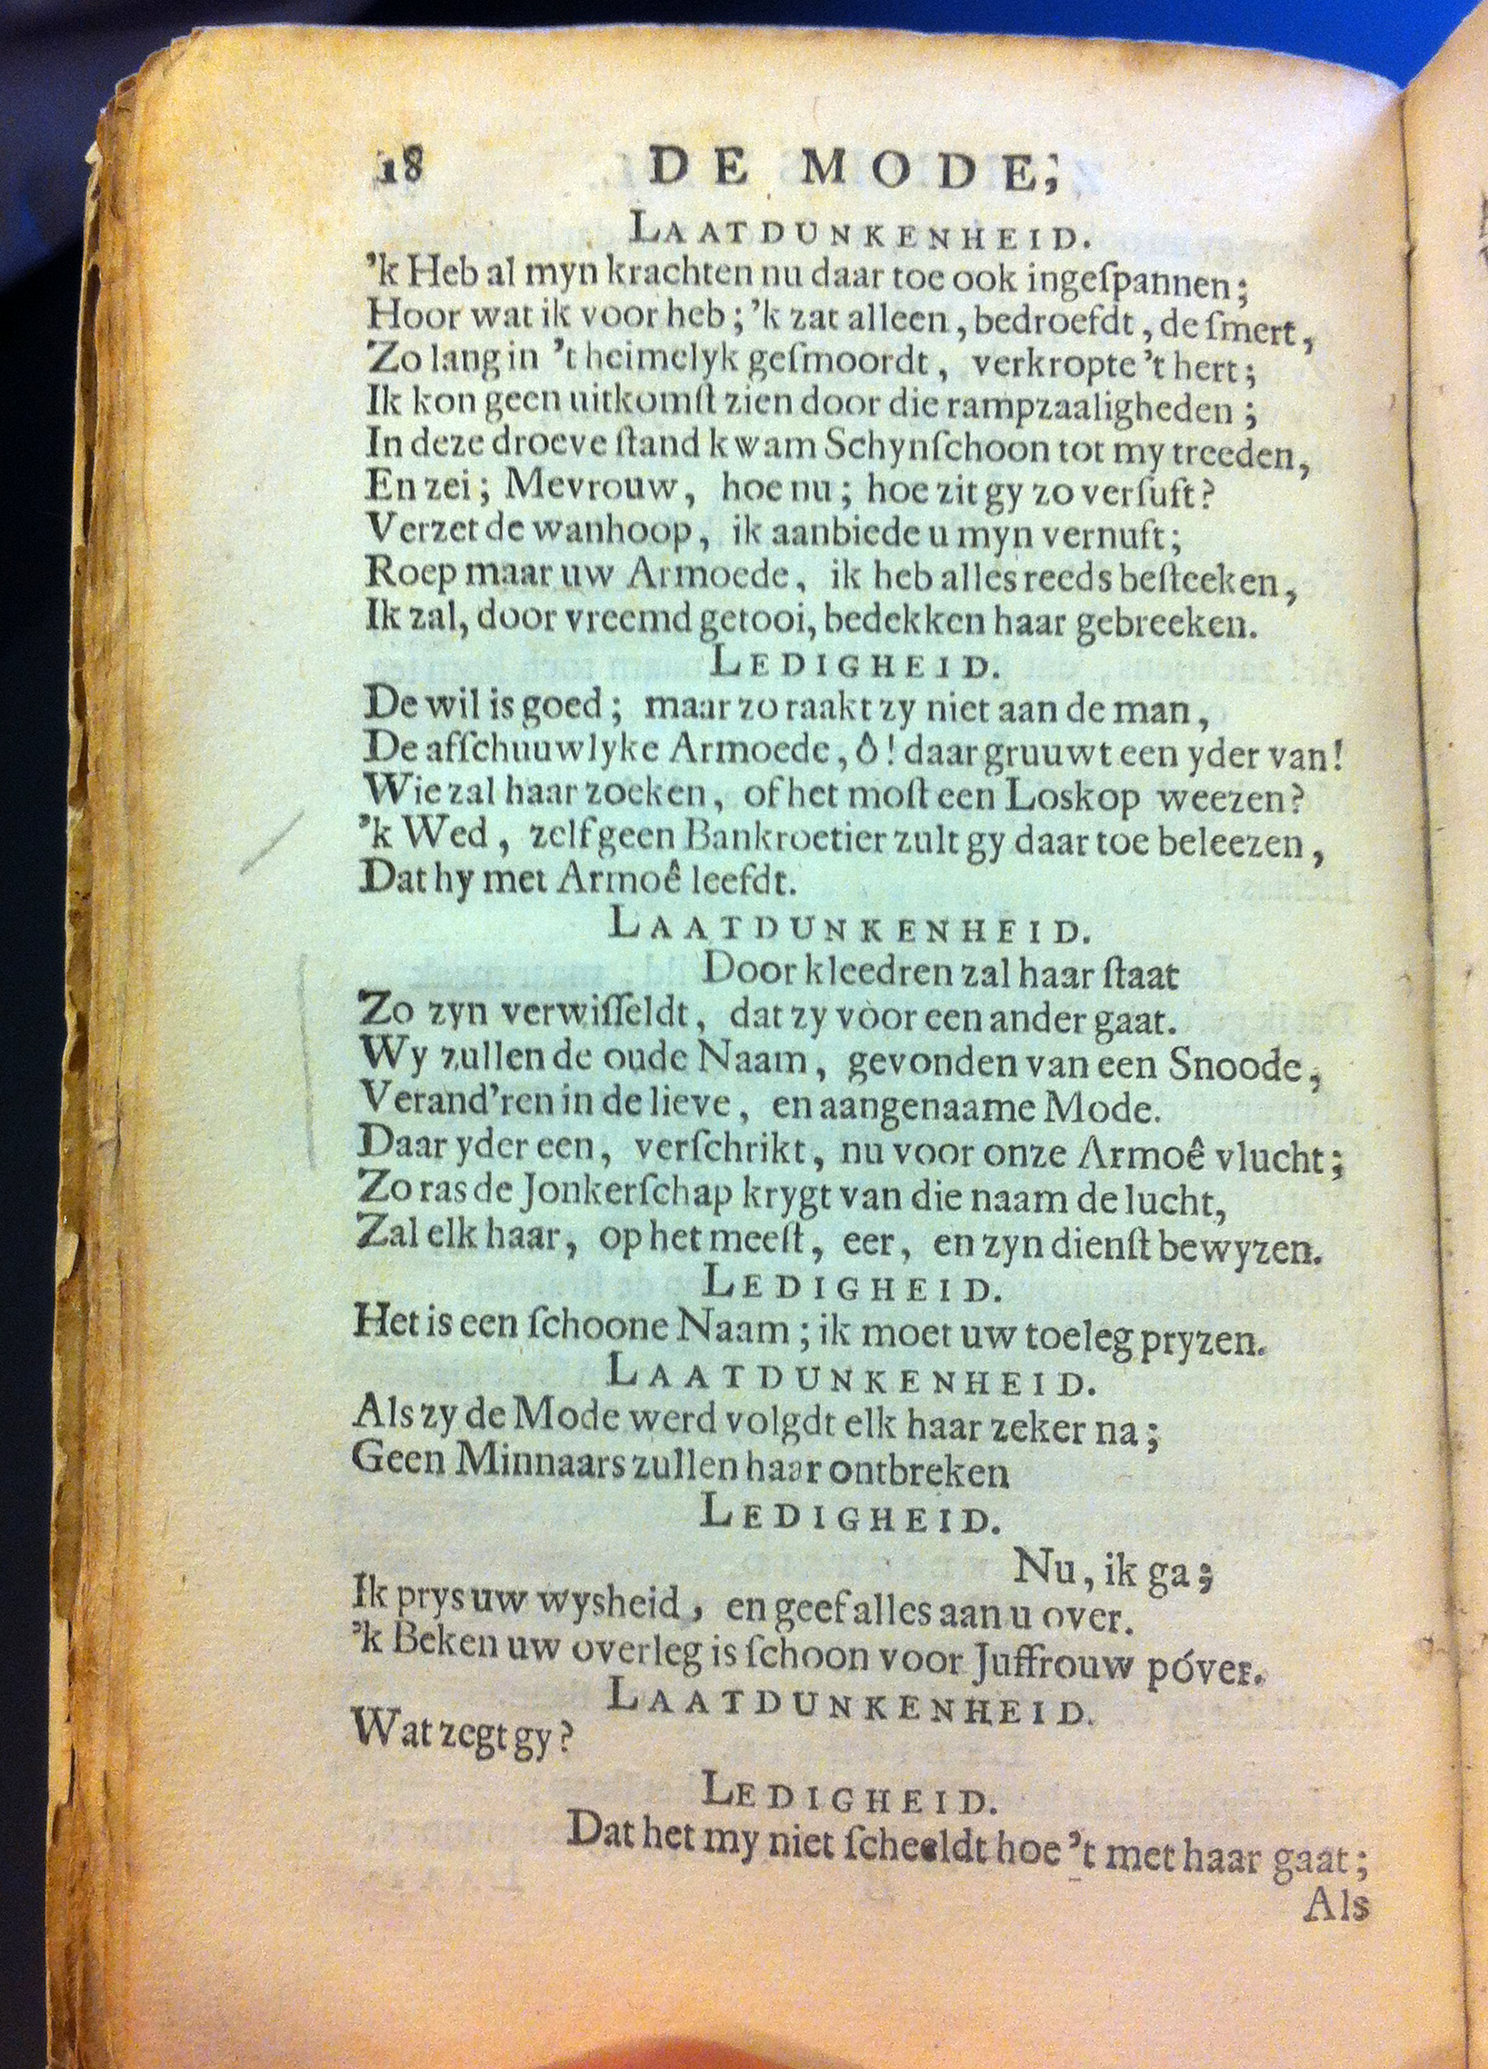 18 DE MODE;
LAATDUNKENHEID.
'k Heb al myn krachten nu daar toe ook ingeſpannen;
Hoor wat ik voor heb; 'k zat alleen, bedroefdt, de ſmert,
Zo lang in 't heimelyk geſmoordt, verkropte 't hert;
Ik kon geen uitkomſt zien door die rampzaaligheden;
In deze droeve ſtand kwam Schynſchoon tot my treeden,
En zei; Mevrouw, hoe nu; hoe zit gy zo verſuft?
Verzet de wanhoop, ik aanbiede u myn vernuft;
Roep maar uw Armoede, ik heb alles reeds beſteeken,
Ik zal, door vreemd getooi, bedekken haar gebreeken.
LEDIGHEID.
De wil is goed; maar zo raakt zy niet aan de man,
De afſchuuwlyke Armoede, ô! daar gruuwt een yder van!
Wie zal haar zoeken, of het moſt een Loskop weezen?
'k Wed, zelf geen Bankroetier zult gy daar toe beleezen,
Dat hy met Armoê leefdt.
LAATDUNKENHEID.
Door kleedren zal haar ſtaat
Zo zyn verwiſſeldt, dat zy voor een ander gaat.
Wy zullen de oude Naam, gevonden van een Snoode,
Verand'ren in de lieve, en aangenaame Mode.
Daar yder een, verſchrikt, nu voor onze Armoê vlucht;
Zo ras de Jonkerſchap krygt van die naam de lucht,
Zal elk haar, op het meeſt, eer, en zyn dienſt bewyzen.
LEDIGHEID.
Het is een ſchoone Naam; ik moet uw toeleg pryzen.
LAATDUNKENHEID.
Als zy de Mode werd volgdt elk haar zeker na;
Geen Minnaars zullen haar ontbreken
LEDIGHEID.
Nu, ik ga;
Ik prys uw wysheid, en geef alles aan u over.
'k Beken uw overleg is ſchoon voor Juffrouw póver.
LAATDUNKENHEID.
Wat zegt gy?
LEDIGHEID.
Dat het my niet ſcheeldt hoe 't met haar gaat;
Als